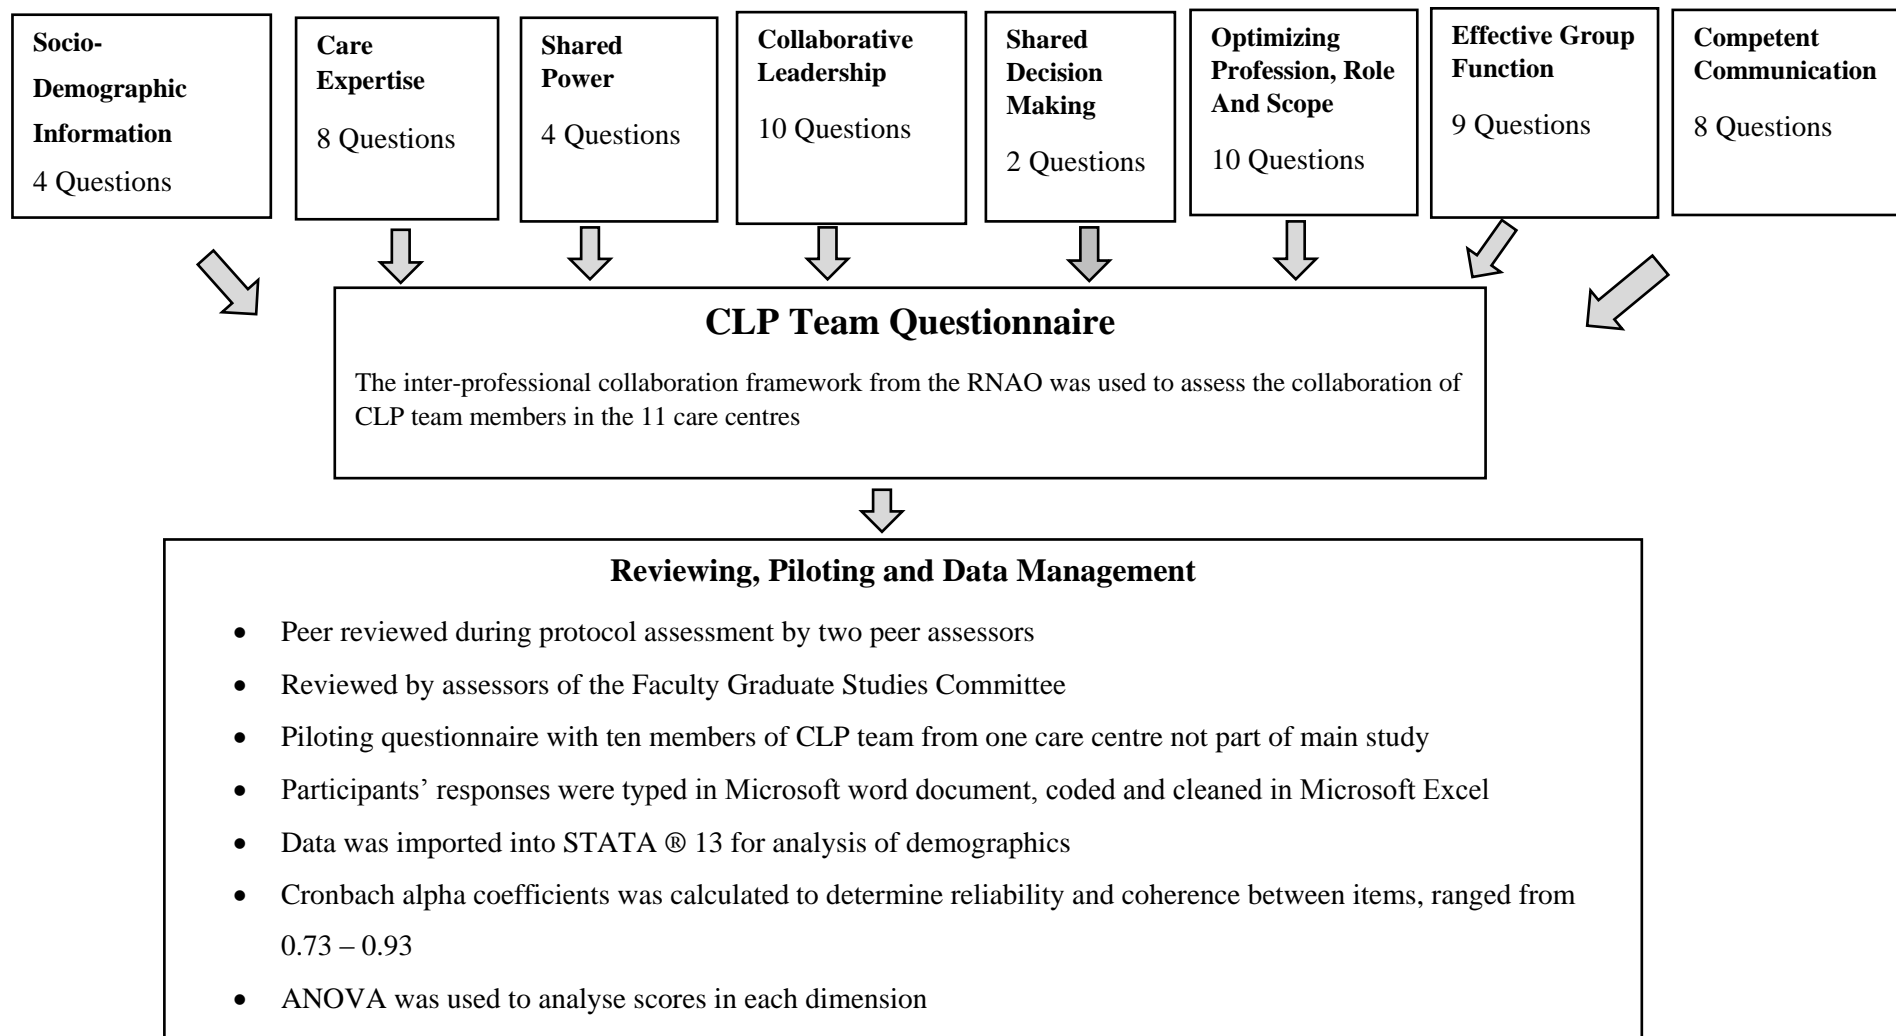 Socio-
Demographic
Information
4 Questions
Care
Expertise
8 Questions
Shared
Power
4 Questions
Collaborative
Leadership
10 Questions
Shared
Decision
Making
2 Questions
Optimizing
Profession, Role
And Scope
10 Questions
Effective Group
Function
9 Questions
Competent
Communication
8 Questions
CLP Team Questionnaire
The inter-professional collaboration framework from the RNAO was used to assess the collaboration of
CLP team members in the 11 care centres
Reviewing, Piloting and Data Management
• Peer reviewed during protocol assessment by two peer assessors
• Reviewed by assessors of the Faculty Graduate Studies Committee
• Piloting questionnaire with ten members of CLP team from one care centre not part of main study
• Participants’ responses were typed in Microsoft word document, coded and cleaned in Microsoft Excel
• Data was imported into STATA ® 13 for analysis of demographics
• Cronbach alpha coefficients was calculated to determine reliability and coherence between items, ranged from
0.73 – 0.93
• ANOVA was used to analyse scores in each dimension